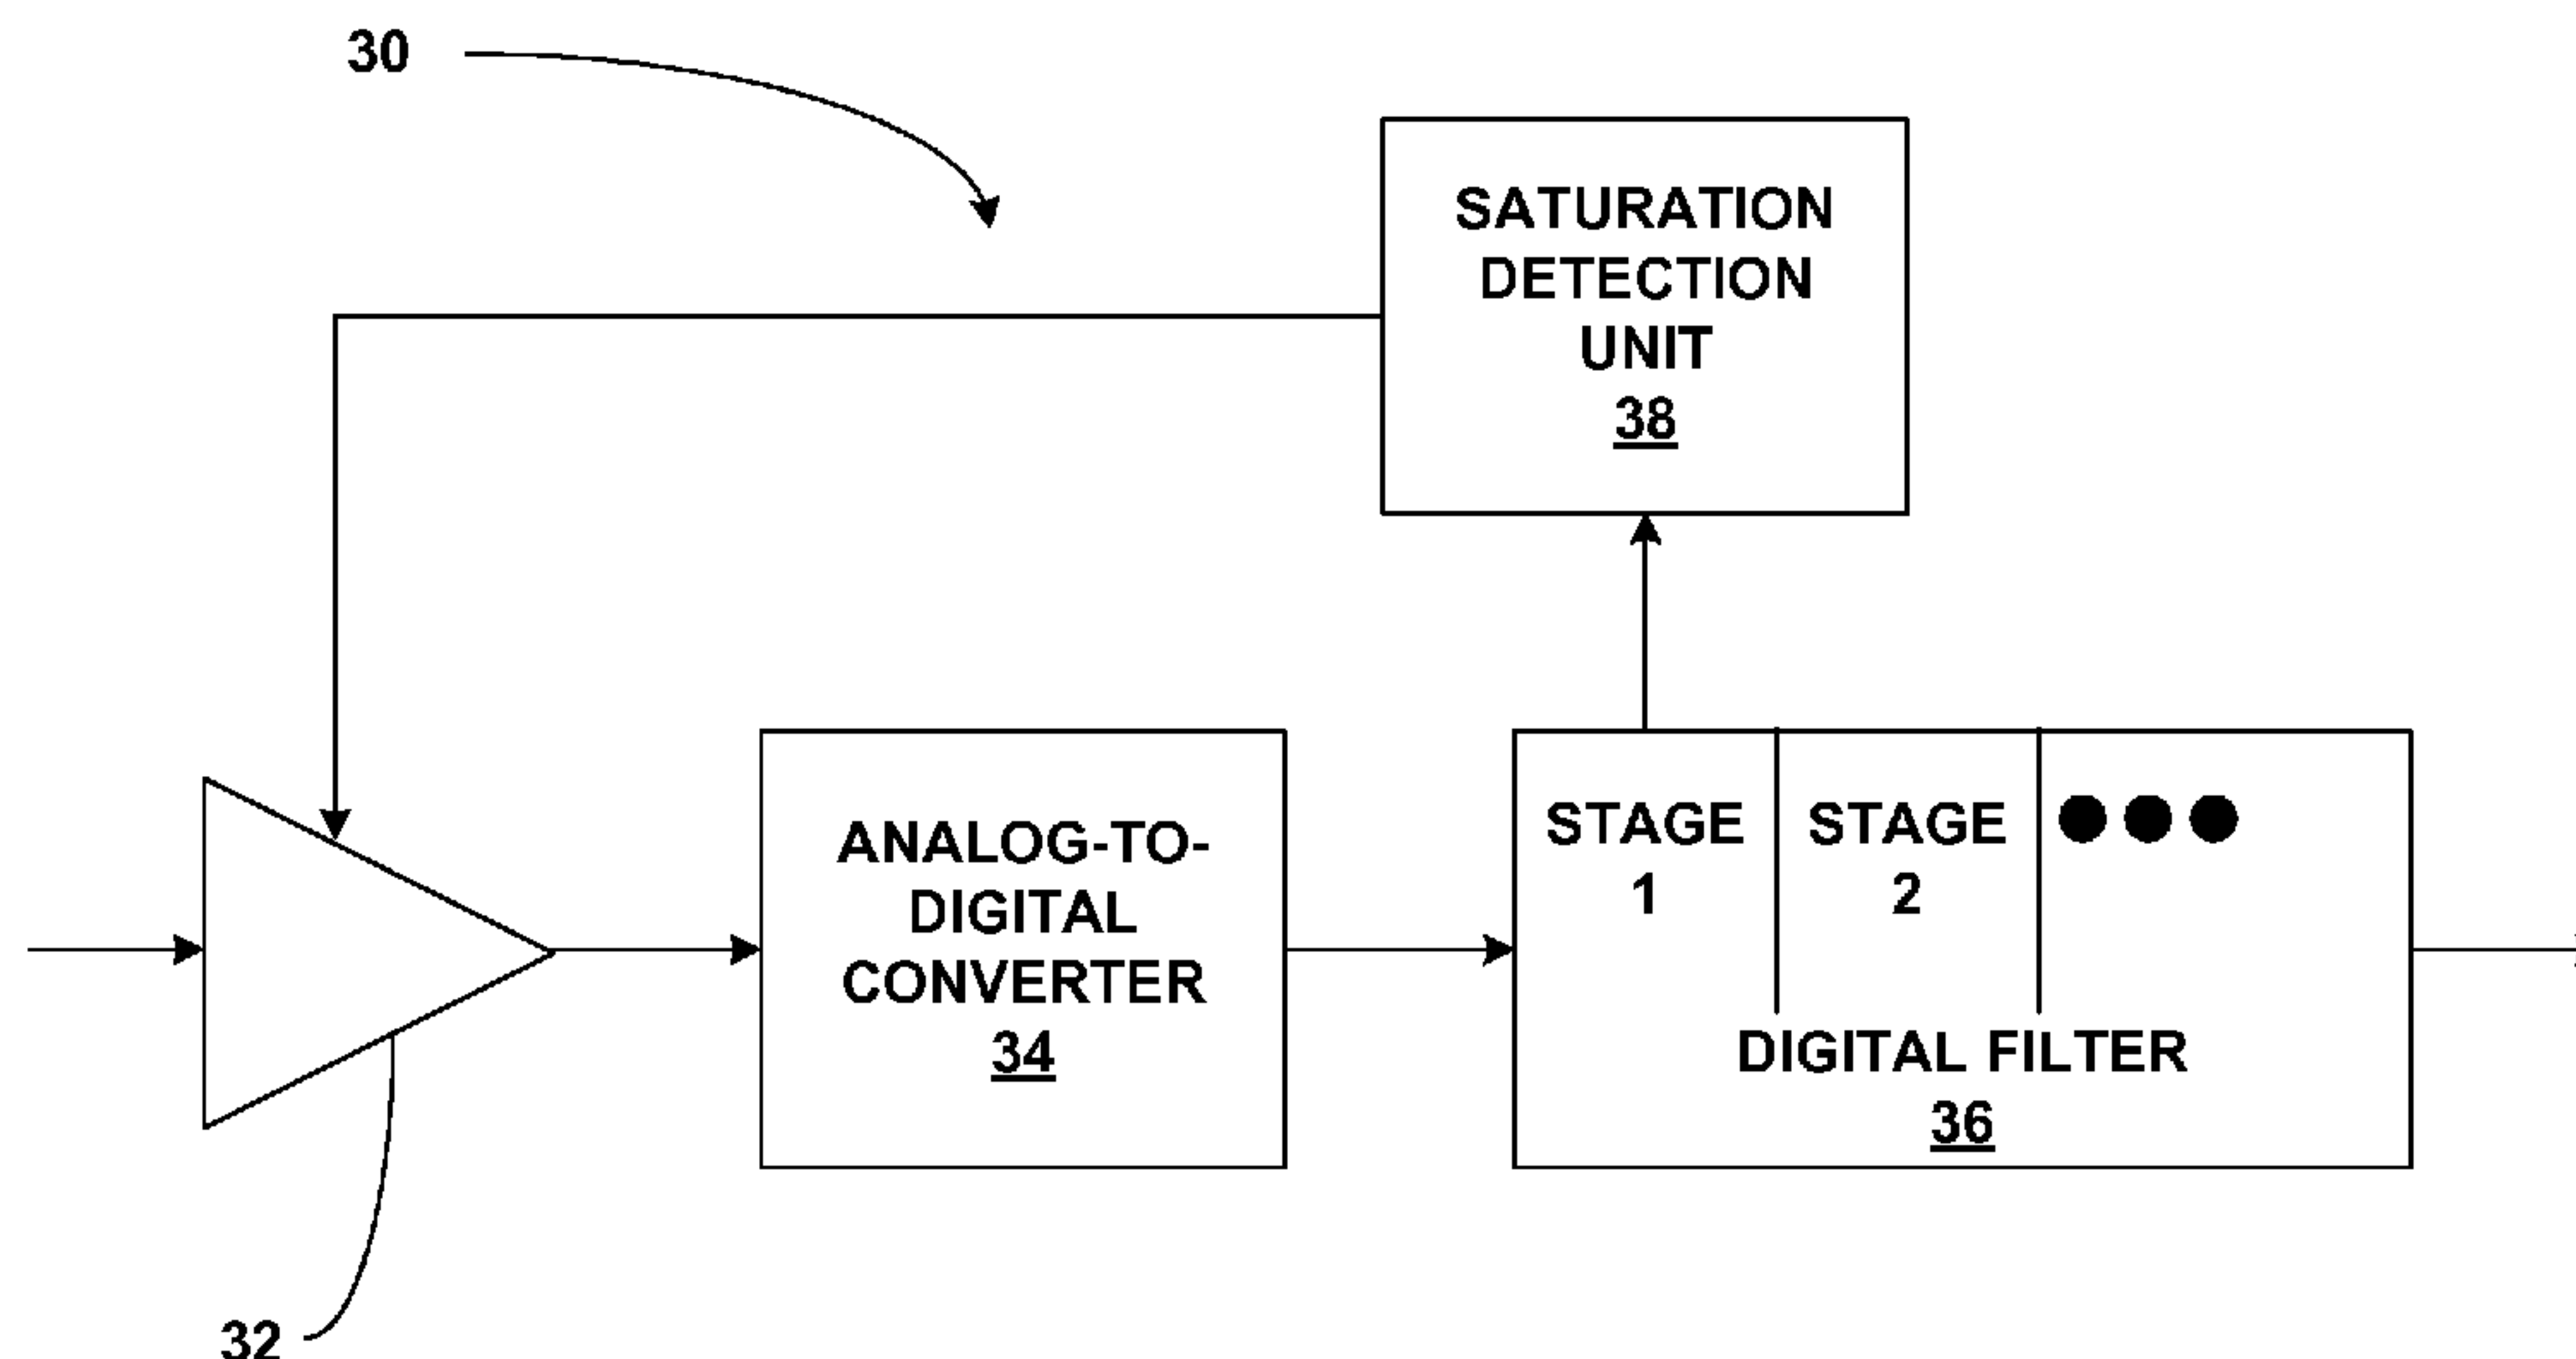 30
SATURATION
DETECTION
UNIT
38
ANALOG-TO-
DIGITAL
CONVERTER
34
STAGE
1
STAGE
2
DIGITAL FILTER
36
32